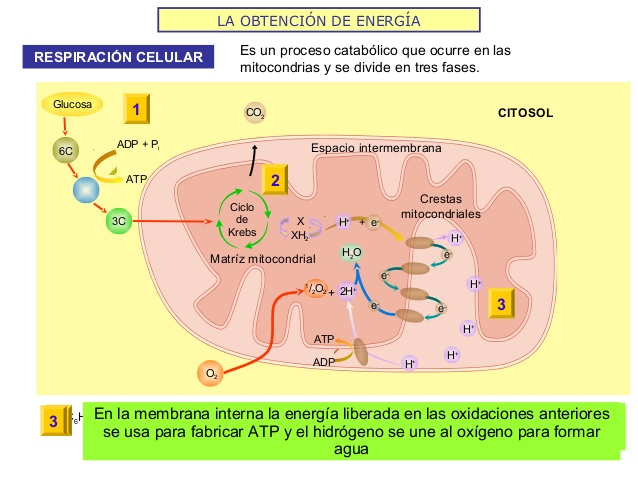 LA OBTENCIÓN DE ENERGÍA
RESPIRACIÓN CELULAR
Es un proceso catabólico que ocurre en las
mitocondrias y se divide en tres fases.
Glucosa
1
CO2
CITOSOL
6C
ADP + Pi
Espacio intermembrana
ATP
2
Crestas
mitocondriales
Ciclo
de
Krebs
3C
X
XH2
H+ + e-
H+
Matríz mitocondrial
H2O
e-
e-
1/2O2 + 2H+
H+
3
e-
e-
H+
ATP
ADP
H+
H+
O2
3
En la membrana interna la energía liberada en las oxidaciones anteriores
se usa para fabricar ATP y el hidrógeno se une al oxígeno para formar
agua